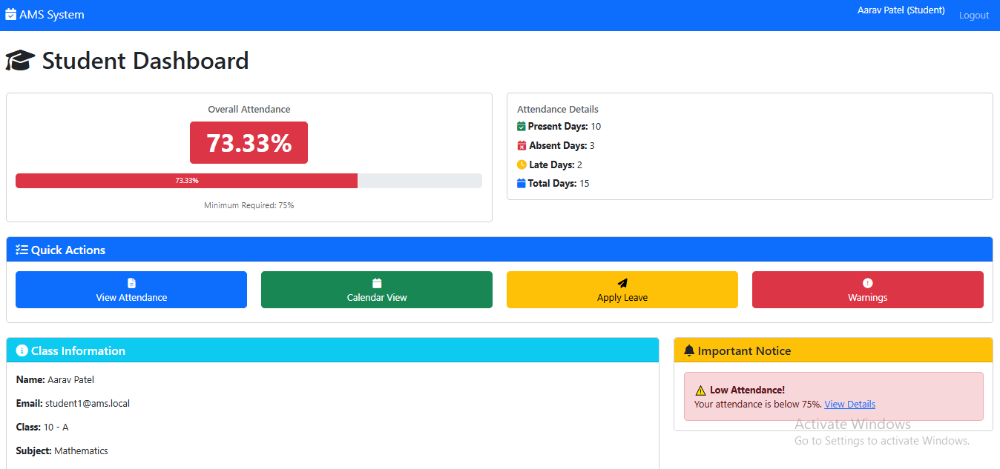 AMS System
Aarav Patel (Student)
Logout
Student Dashboard
Overall Attendance
73.33%
73.33%
Minimum Required: 75%
Attendance Details
Present Days: 10
Absent Days: 3
Late Days: 2
Total Days: 15
Quick Actions
View Attendance
Calendar View
Apply Leave
Warnings
Class Information
Name: Aarav Patel
Email: student1@ams.local
Class: 10 - A
Subject: Mathematics
Important Notice
Low Attendance!
Your attendance is below 75%. View Details
Activate Windows
Go to Settings to activate Windows.